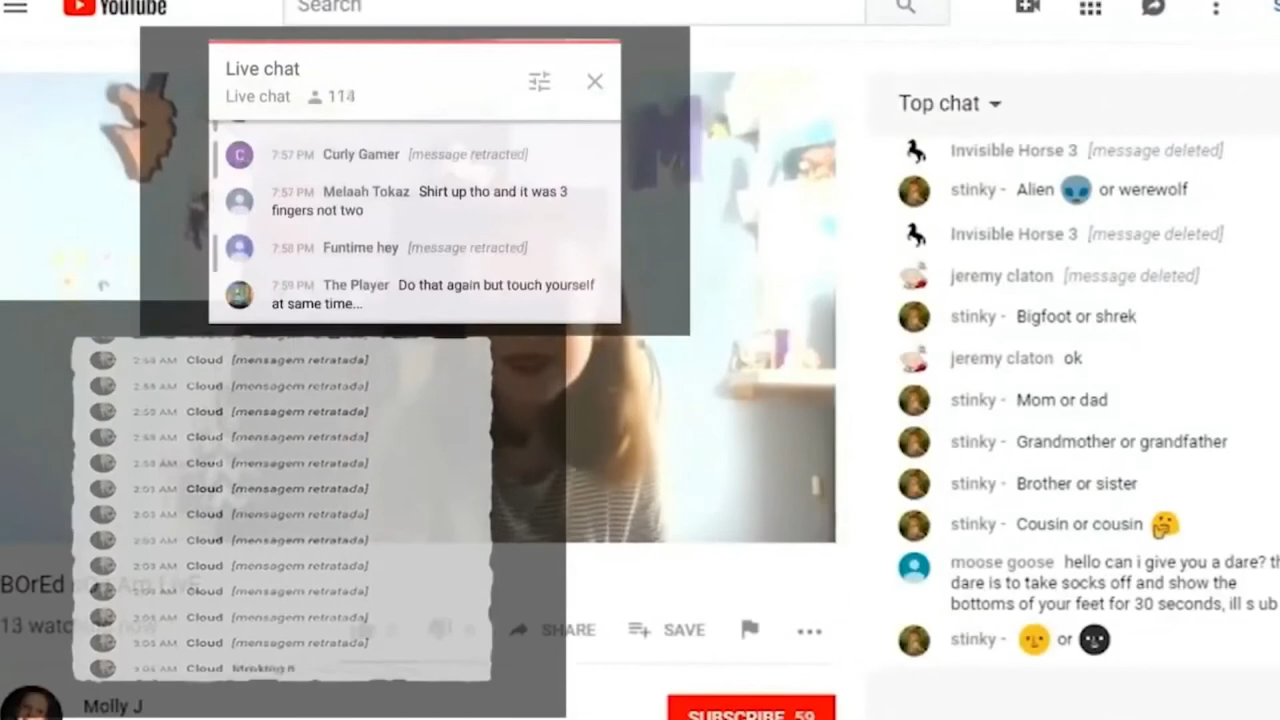 YouTube
Search
Live chat
Live chat 114
7:57 PM Curly Gamer [message retracted]
7:57 PM Melaah Tokaz Shirt up tho and it was 3
fingers not two
7:58 PM Funtime hey [message retracted]
7:59 PM The Player Do that again but touch yourself
at same time...
Cloud [mensagem retratada]
Cloud [mensagem retratada]
Cloud [mensagem retratada]
Cloud [mensagem retratada]
Cloud [mensagem retratada]
Cloud [mensagem retratada]
Cloud [mensagem retratada]
Cloud [mensagem retratada]
Cloud [mensagem retratada]
Cloud [mensagem retratada]
Cloud [mensagem retratada]
Cloud [mensagem retratada]
Cloud
BOrEd
13
SHARE SAVE
Molly J
SUBSCRIBE 59
Top chat
Invisible Horse 3 [message deleted]
stinky - Alien 👽 or werewolf
Invisible Horse 3 [message deleted]
jeremy claton [message deleted]
stinky - Bigfoot or shrek
jeremy claton ok
stinky - Mom or dad
stinky - Grandmother or grandfather
stinky - Brother or sister
stinky - Cousin or cousin 🤔
moose goose hello can i give you a dare?
dare is to take socks off and show the
bottoms of your feet for 30 seconds, ill s ub
stinky - 🌝 or 🌚